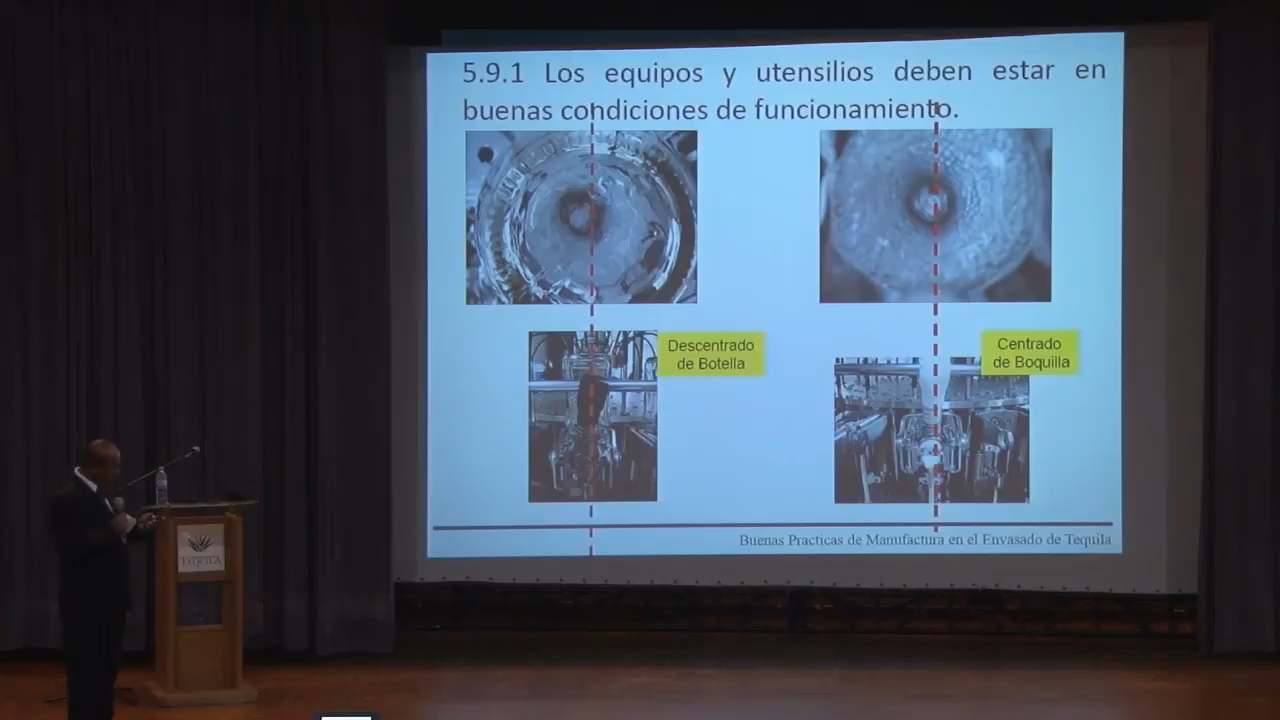 5.9.1 Los equipos y utensilios deben estar en
buenas condiciones de funcionamiento.
Descentrado
de Botella
Centrado
de Boquilla
Buenas Practicas de Manufactura en el Envasado de Tequila
TEQUILA